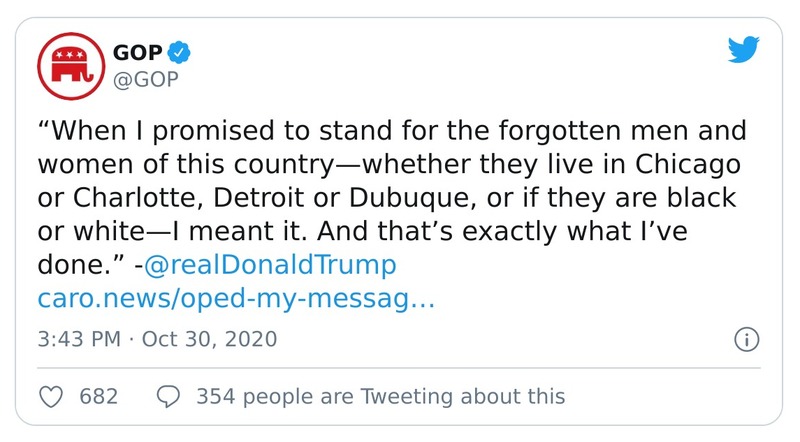 GOP
@GOP
“When I promised to stand for the forgotten men and
women of this country—whether they live in Chicago
or Charlotte, Detroit or Dubuque, or if they are black
or white—I meant it. And that’s exactly what I’ve
done.” -@realDonaldTrump
caro.news/oped-my-messag…
3:43 PM · Oct 30, 2020
682 354 people are Tweeting about this